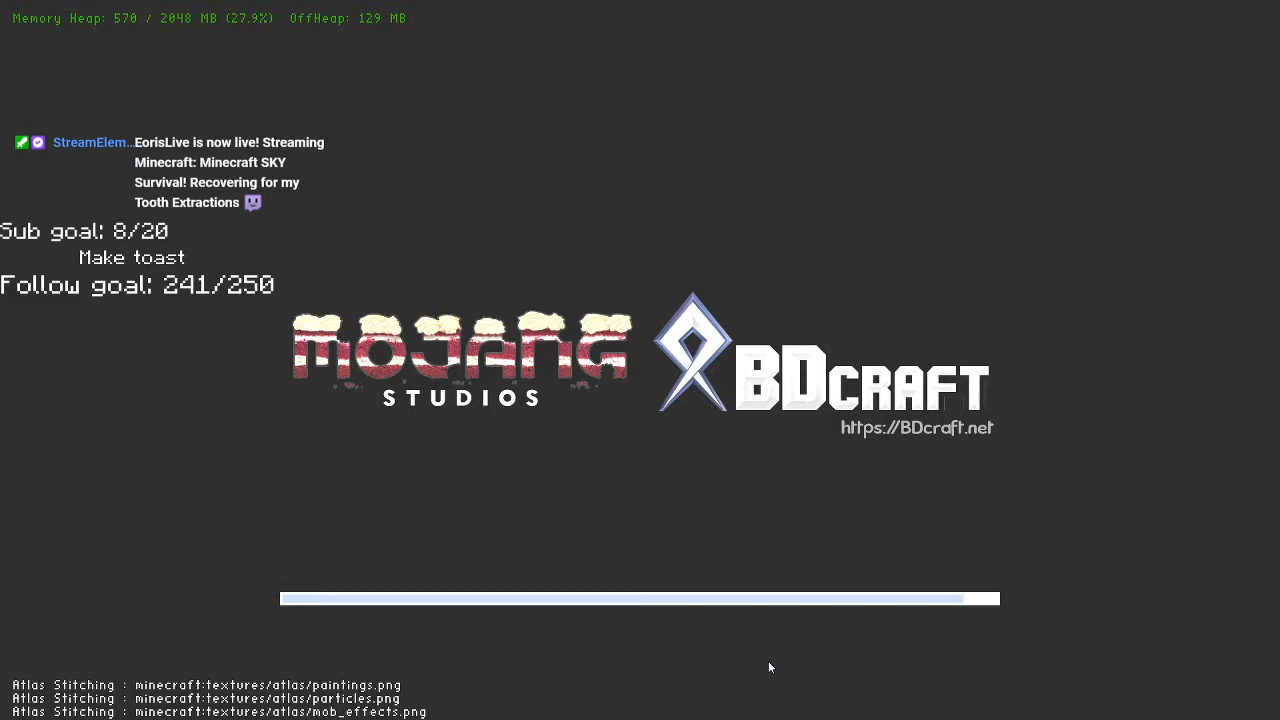 Memory Heap: 570 / 2048 MB (27.9%)  OffHeap: 129 MB
StreamElem...EorisLive is now live! Streaming
Minecraft: Minecraft SKY
Survival! Recovering for my
Tooth Extractions
Sub goal: 8/20
Make toast
Follow goal: 241/250
MOJANG
STUDIOS
BDCRAFT
https://BDcraft.net
Atlas Stitching : minecraft:textures/atlas/paintings.png
Atlas Stitching : minecraft:textures/atlas/particles.png
Atlas Stitching : minecraft:textures/atlas/mob_effects.png